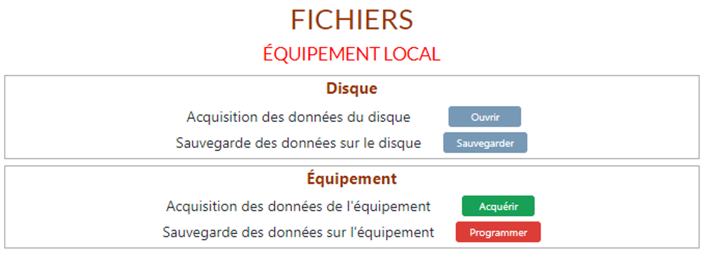 FICHIERS
ÉQUIPEMENT LOCAL
Disque
Acquisition des données du disque Ouvrir
Sauvegarde des données sur le disque Sauvegarder
Équipement
Acquisition des données de l'équipement Acquérir
Sauvegarde des données sur l'équipement Programmer